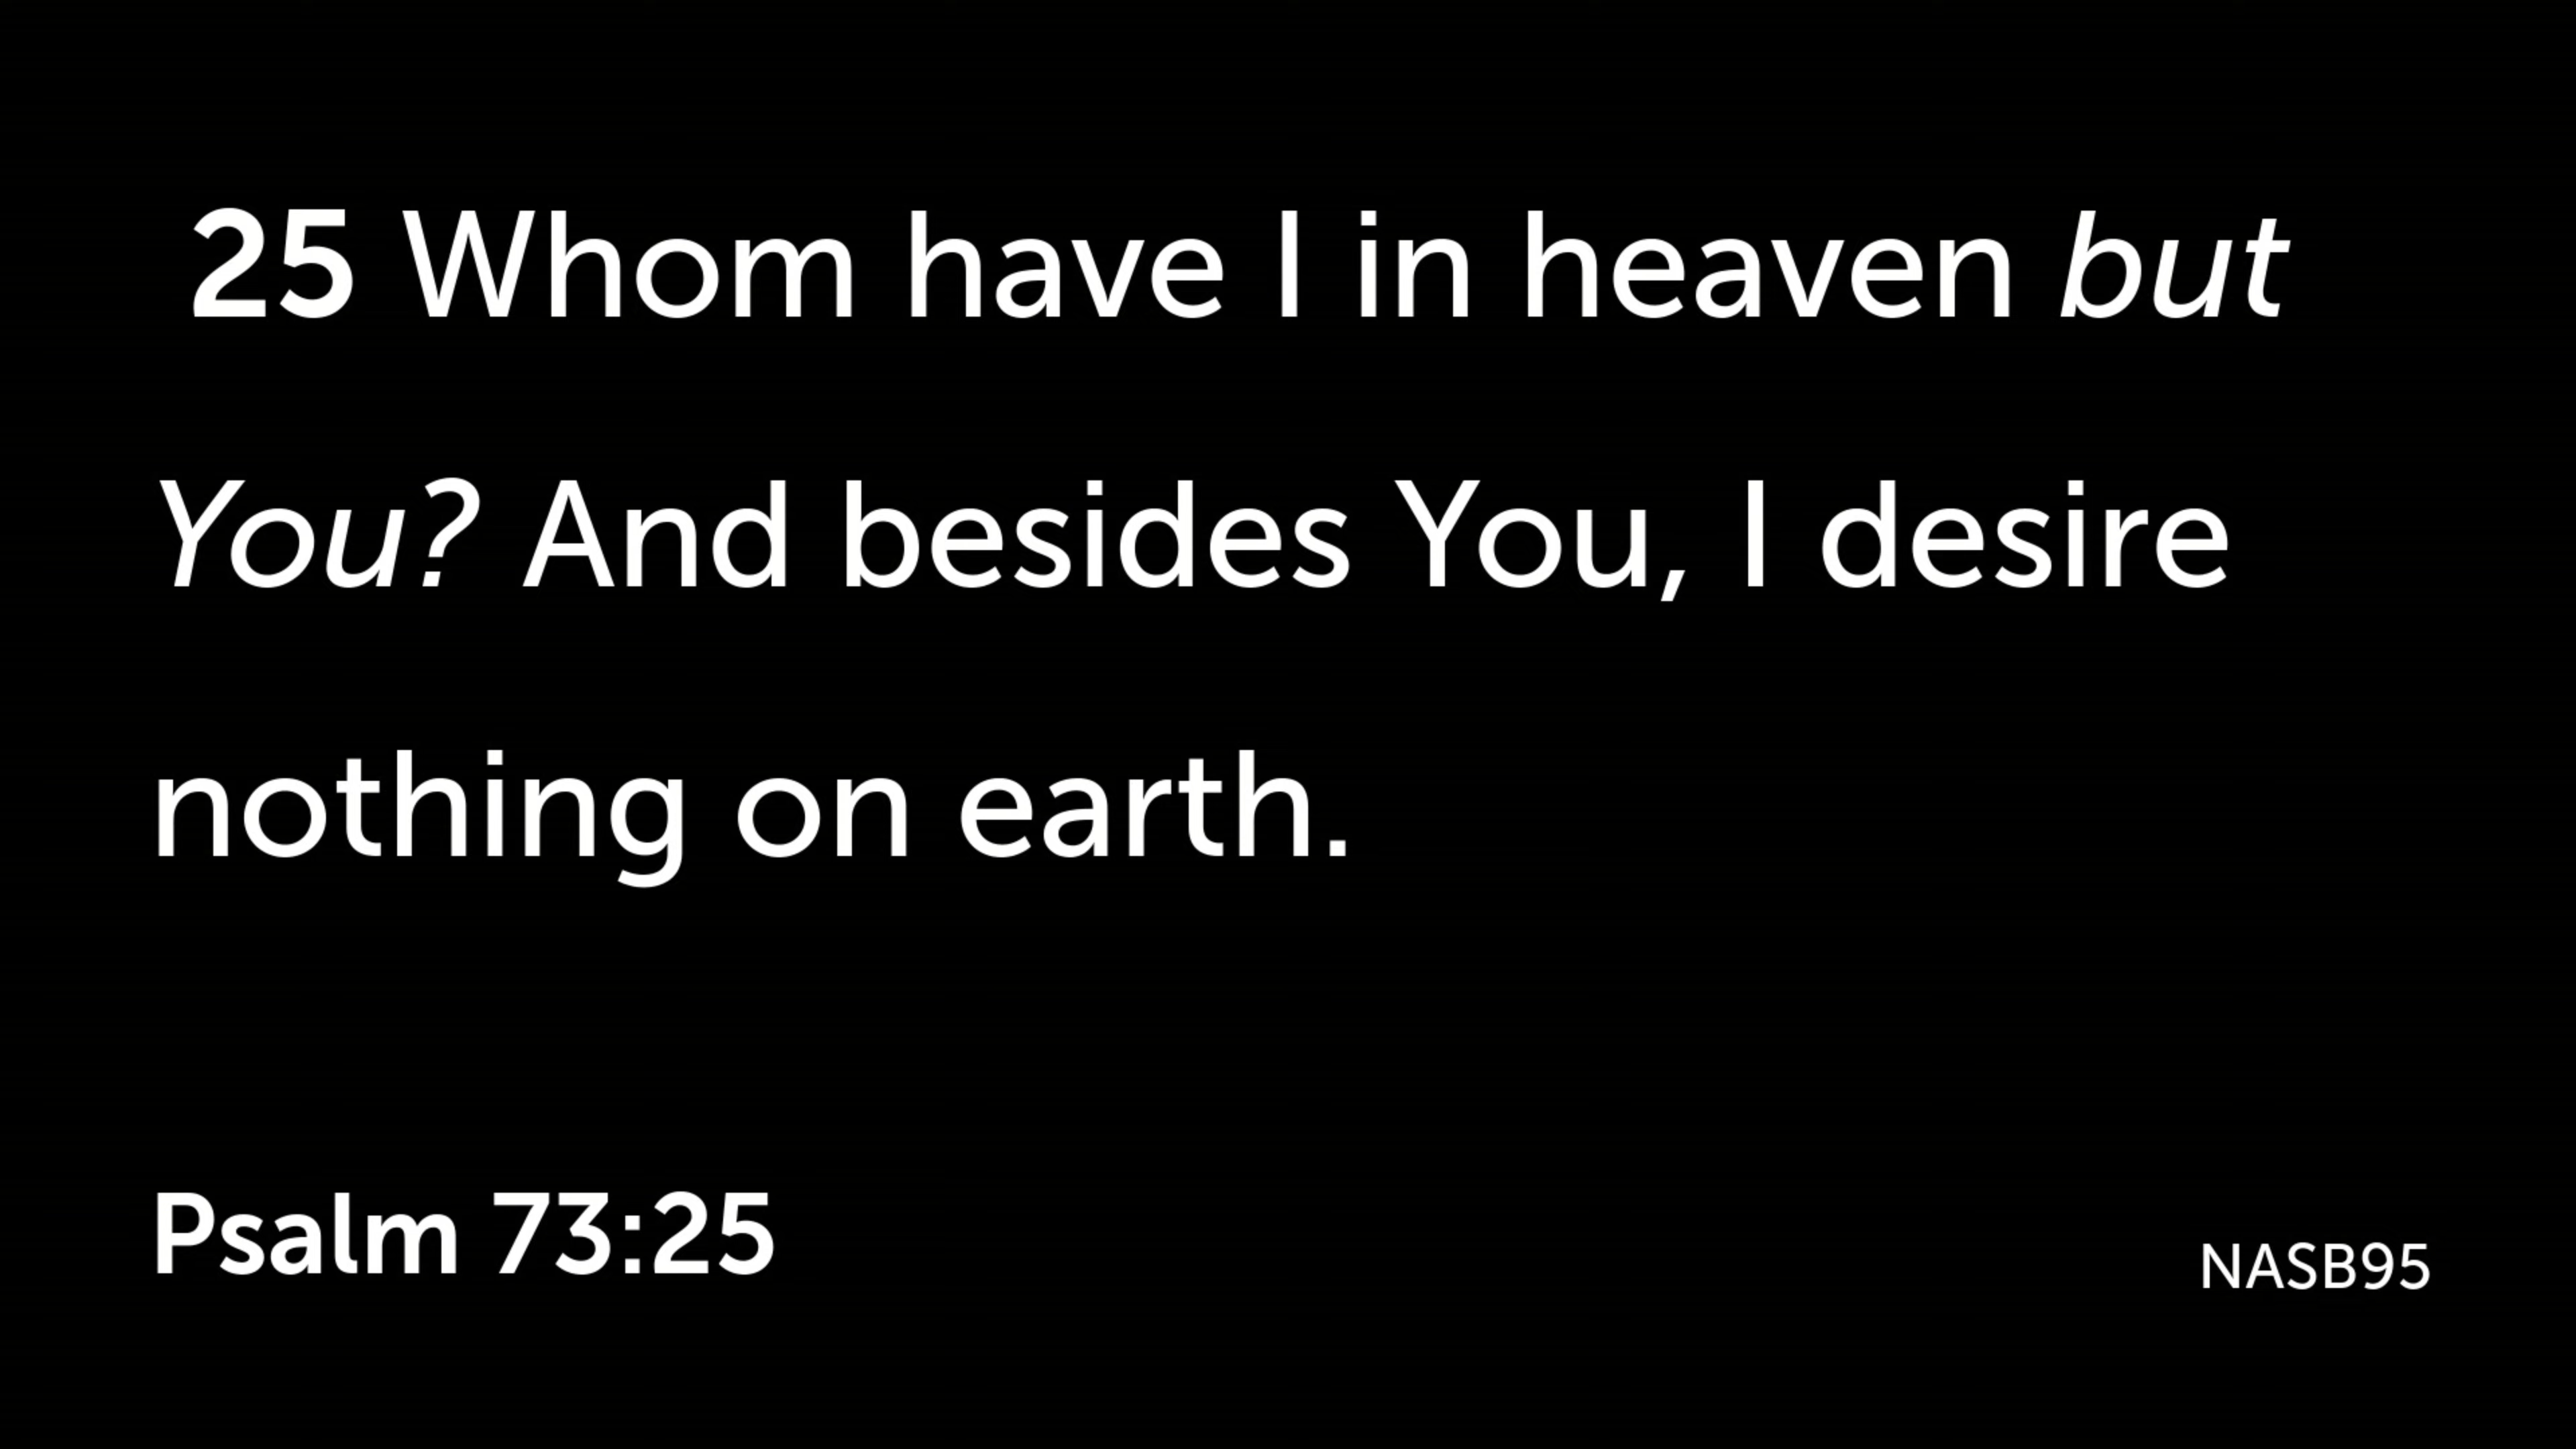 25 Whom have I in heaven but
You? And besides You, I desire
nothing on earth.
Psalm 73:25
NASB95